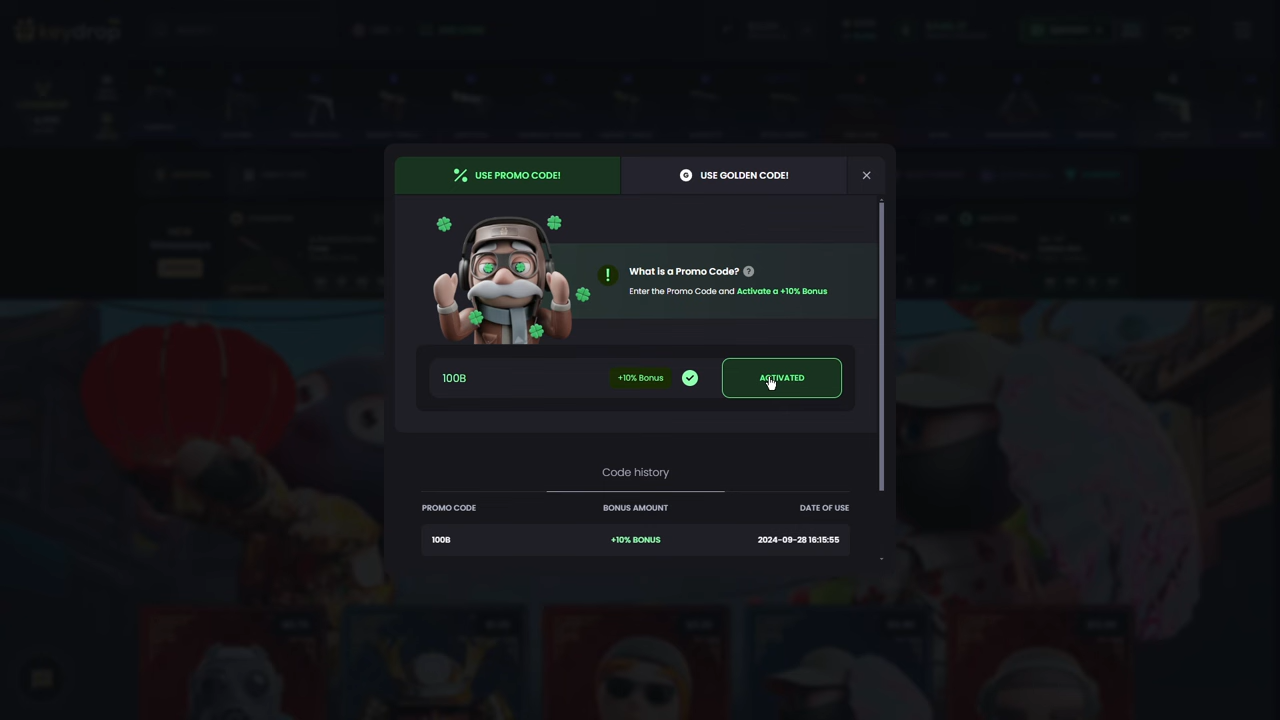 keydrop
USE PROMO CODE!
USE GOLDEN CODE!
What is a Promo Code? ?
Enter the Promo Code and Activate a +10% Bonus
100B
+10% Bonus
ACTIVATED
Code history
PROMO CODE BONUS AMOUNT DATE OF USE
100B +10% BONUS 2024-09-28 16:15:55